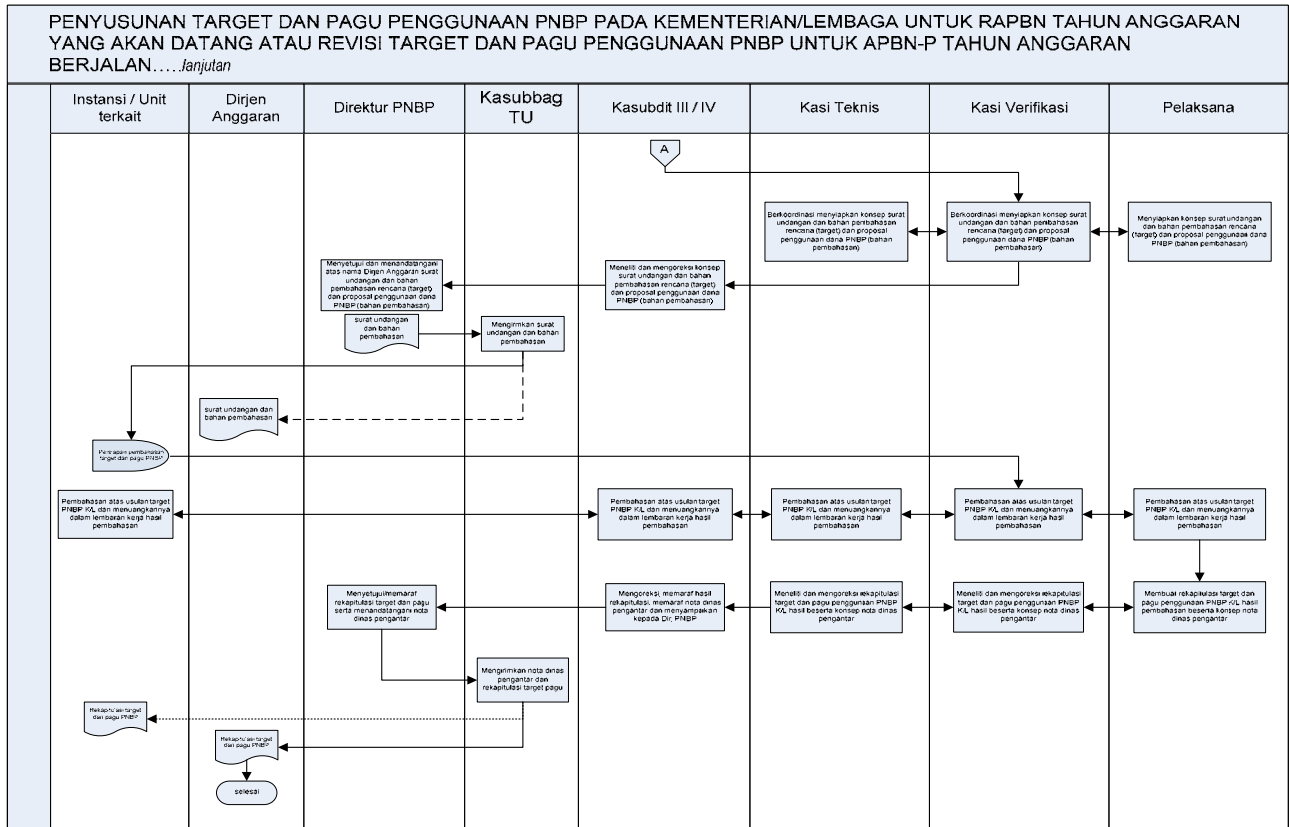 PENYUSUNAN TARGET DAN PAGU PENGGUNAAN PNBP PADA KEMENTERIAN/LEMBAGA UNTUK RAPBN TAHUN ANGGARAN
YANG AKAN DATANG ATAU REVISI TARGET DAN PAGU PENGGUNAAN PNBP UNTUK APBN-P TAHUN ANGGARAN
BERJALAN.....lanjutan
Instansi / Unit
terkait
Dirjen
Anggaran
Direktur PNBP
Kasubbag
TU
Kasubdit III / IV
Kasi Teknis
Kasi Verifikasi
Pelaksana
A
Berkoordinasi menyiapkan konsep surat
undangan dan bahan pembahasan
rencana (target) dan proposal
penggunaan dana PNBP (bahan
pembahasan)
Berkoordinasi menyiapkan konsep surat
undangan dan bahan pembahasan
rencana (target) dan proposal
penggunaan dana PNBP (bahan
pembahasan)
Menyiapkan konsep surat undangan
dan bahan pembahasan rencana
(target) dan proposal penggunaan dana
PNBP (bahan pembahasan)
Menyetujui dan menandatangani
atas nama Dirjen Anggaran surat
undangan dan bahan
pembahasan rencana (target)
dan proposal penggunaan dana
PNBP (bahan pembahasan)
Meneliti dan mengoreksi konsep
surat undangan dan bahan
pembahasan rencana (target)
dan proposal penggunaan dana
PNBP (bahan pembahasan)
surat undangan
dan bahan
pembahasan
Mengirimkan surat
undangan dan bahan
pembahasan
surat undangan dan
bahan pembahasan
pembahasan
target dan pagu PNBP
Pembahasan atas usulan target
PNBP K/L dan menuangkannya
dalam lembaran kerja hasil
pembahasan
Pembahasan atas usulan target
PNBP K/L dan menuangkannya
dalam lembaran kerja hasil
pembahasan
Pembahasan atas usulan target
PNBP K/L dan menuangkannya
dalam lembaran kerja hasil
pembahasan
Pembahasan atas usulan target
PNBP K/L dan menuangkannya
dalam lembaran kerja hasil
pembahasan
Pembahasan atas usulan target
PNBP K/L dan menuangkannya
dalam lembaran kerja hasil
pembahasan
Menyetujui/memaraf
rekapitulasi target dan pagu
serta menandatangani nota
dinas pengantar
Mengoreksi, memaraf hasil
rekapitulasi, memaraf nota dinas
pengantar dan menyampaikan
kepada Dir. PNBP
Meneliti dan mengoreksi rekapitulasi
target dan pagu penggunaan PNBP
K/L hasil beserta konsep nota dinas
pengantar
Meneliti dan mengoreksi rekapitulasi
target dan pagu penggunaan PNBP
K/L hasil beserta konsep nota dinas
pengantar
Membuat rekapitulasi target dan
pagu penggunaan PNBP K/L hasil
pembahasan beserta konsep nota
dinas pengantar
Mengirimkan nota dinas
pengantar dan
rekapitulasi target pagu
Rekapitulasi target
dan pagu PNBP
Rekapitulasi target
dan pagu PNBP
selesai